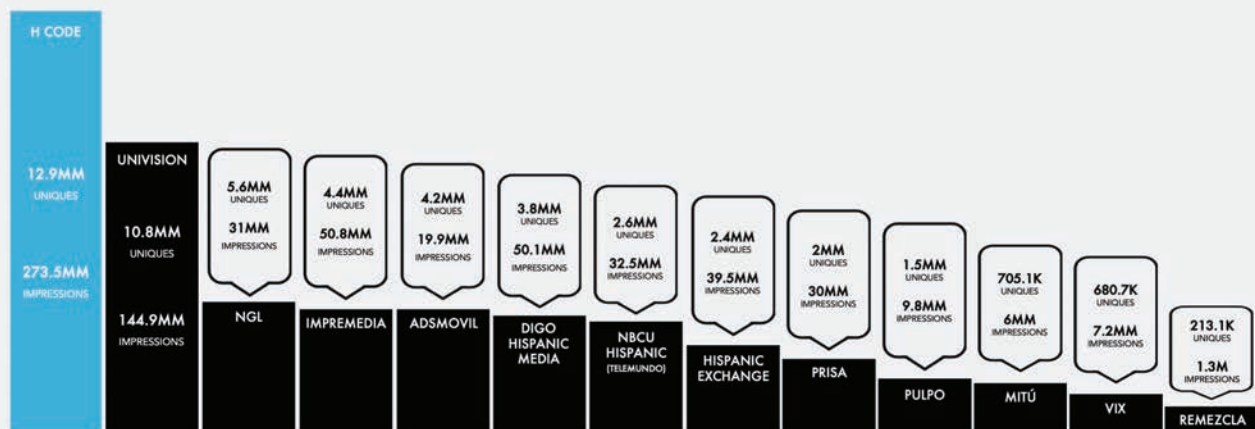 H CODE
12.9MM
UNIQUES
273.5MM
IMPRESSIONS
UNIVISION
10.8MM
UNIQUES
144.9MM
IMPRESSIONS
5.6MM
UNIQUES
31MM
IMPRESSIONS
NGL
4.4MM
UNIQUES
50.8MM
IMPRESSIONS
IMPREMEDIA
4.2MM
UNIQUES
19.9MM
IMPRESSIONS
ADSMOVIL
3.8MM
UNIQUES
50.1MM
IMPRESSIONS
DIGO
HISPANIC
MEDIA
2.6MM
UNIQUES
32.5MM
IMPRESSIONS
NBCU
HISPANIC
(TELEMUNDO)
2.4MM
UNIQUES
39.5MM
IMPRESSIONS
HISPANIC
EXCHANGE
2MM
UNIQUES
30MM
IMPRESSIONS
PRISA
1.5MM
UNIQUES
9.8MM
IMPRESSIONS
PULPO
705.1K
UNIQUES
6MM
IMPRESSIONS
MITÚ
680.7K
UNIQUES
7.2MM
IMPRESSIONS
VIX
213.1K
UNIQUES
1.3M
IMPRESSIONS
REMEZCLA